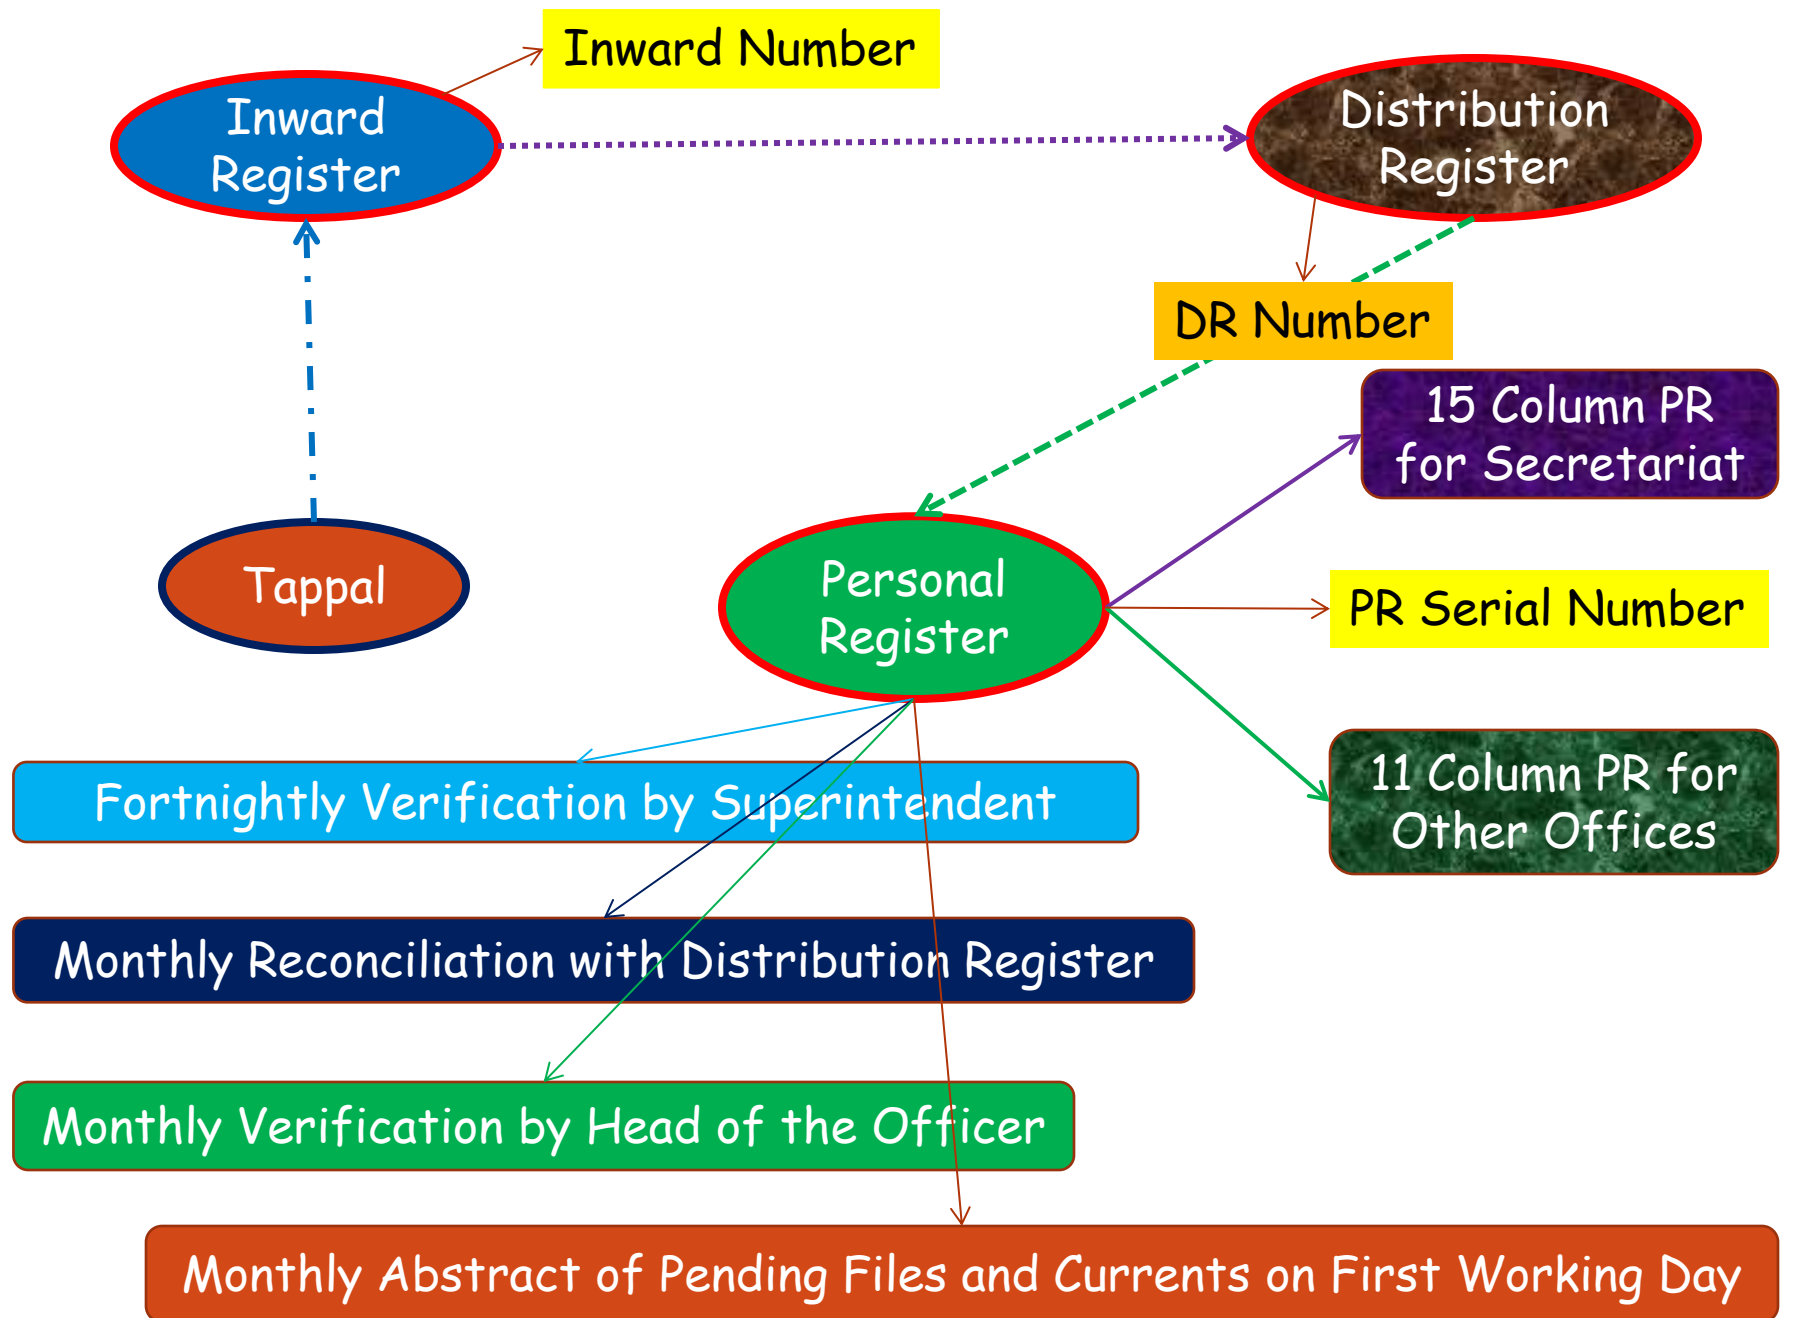 Inward Number
Inward
Register
Distribution
Register
DR Number
15 Column PR
for Secretariat
Tappal
Personal
Register
PR Serial Number
11 Column PR for
Other Offices
Fortnightly Verification by Superintendent
Monthly Reconciliation with Distribution Register
Monthly Verification by Head of the Officer
Monthly Abstract of Pending Files and Currents on First Working Day